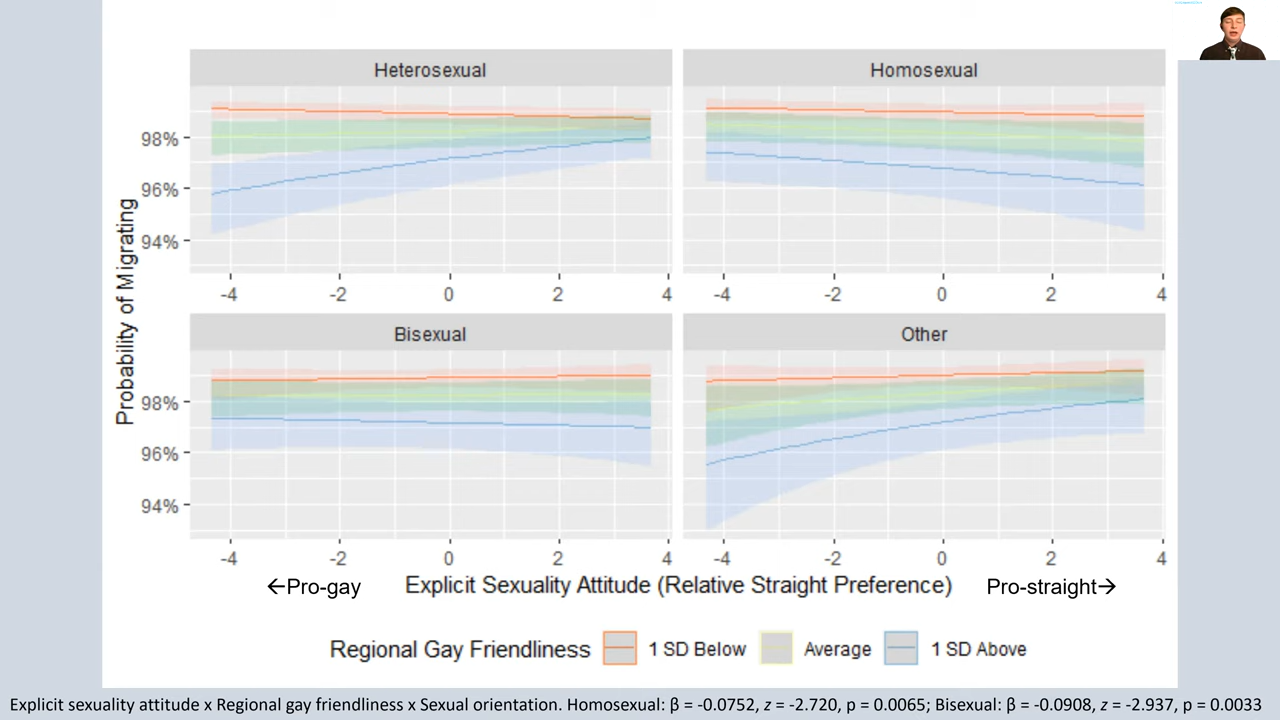 Heterosexual
Homosexual
98%
96%
94%
-4 -2 0 2 4
-4 -2 0 2 4
Bisexual
Other
98%
96%
94%
-4 -2 0 2 4
-4 -2 0 2 4
Probability of Migrating
←Pro-gay
Explicit Sexuality Attitude (Relative Straight Preference)
Pro-straight→
Regional Gay Friendliness 1 SD Below Average 1 SD Above
Explicit sexuality attitude x Regional gay friendliness x Sexual orientation. Homosexual: β = -0.0752, z = -2.720, p = 0.0065; Bisexual: β = -0.0908, z = -2.937, p = 0.0033